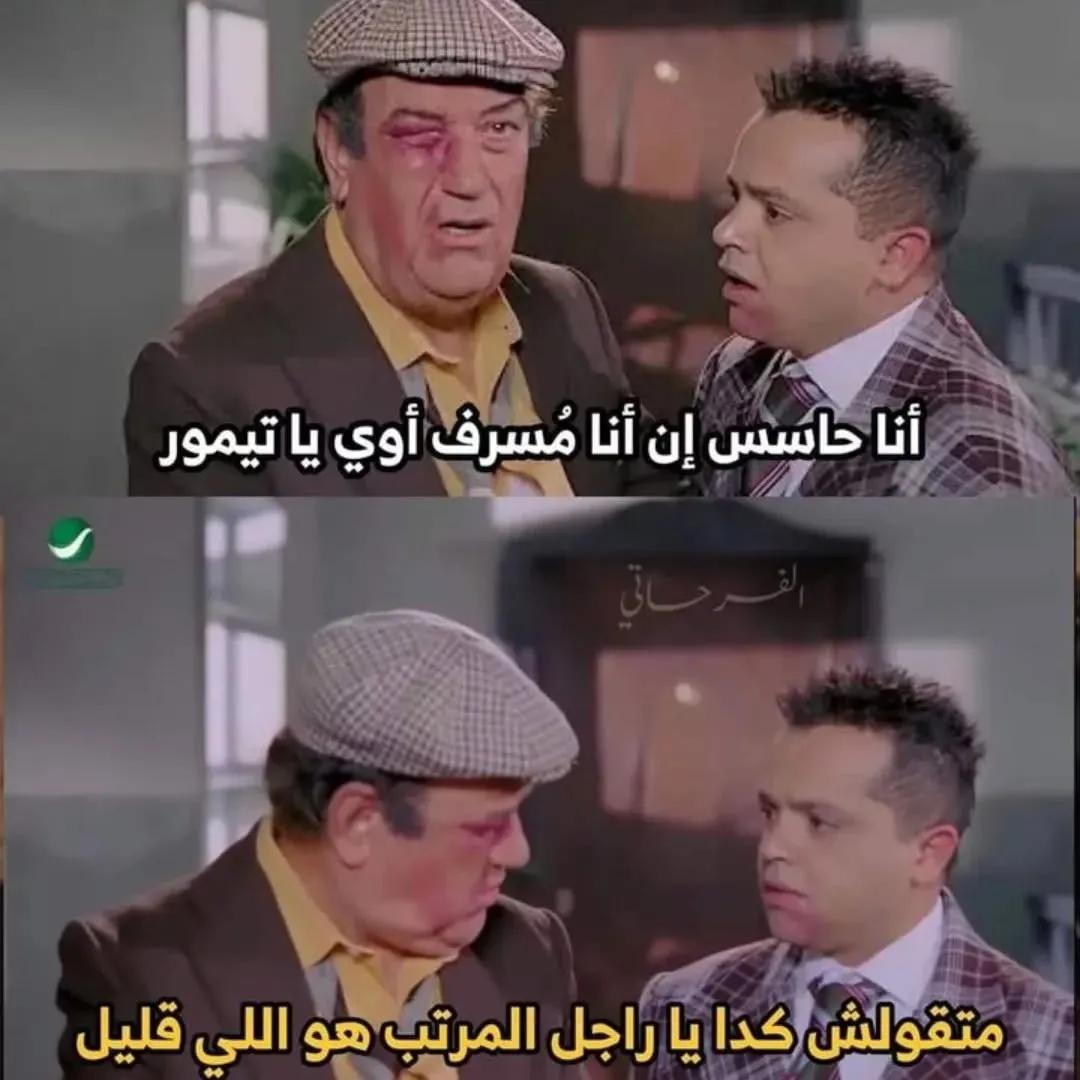 أنا حاسس إن أنا مُسرف أوي يا تيمور
الفرحاتي
متقولش كدا يا راجل المرتب هو اللي قليل